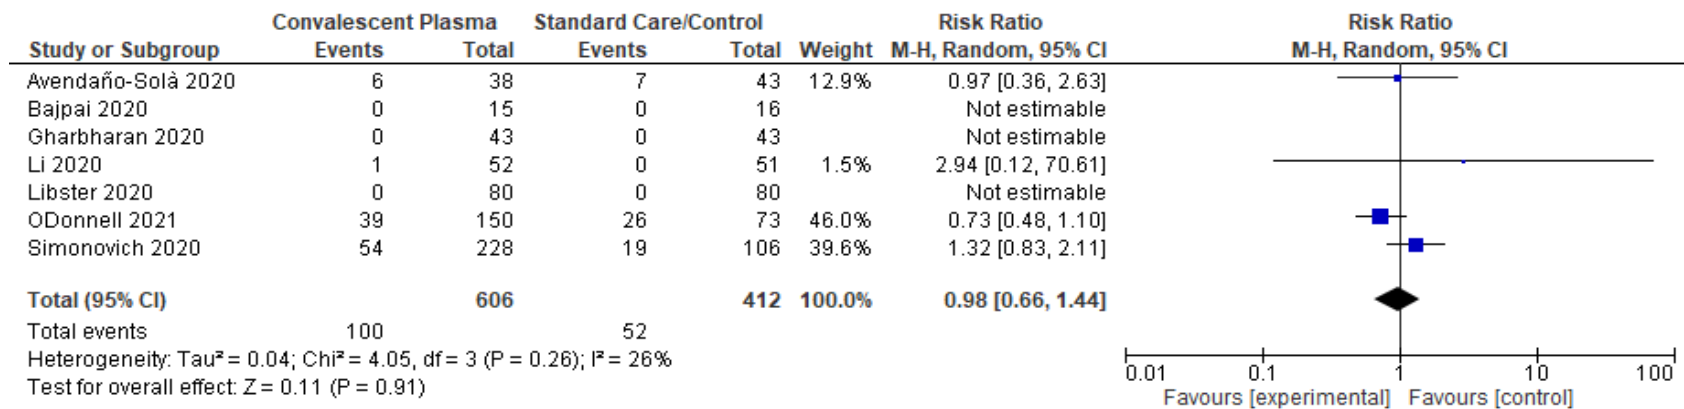 Convalescent Plasma Standard Care/Control Risk Ratio Risk Ratio
Study or Subgroup Events Total Events Total Weight M-H, Random, 95% CI M-H, Random, 95% CI
Avendaño-Solà 2020 6 38 7 43 12.9% 0.97 [0.36, 2.63]
Bajpai 2020 0 15 0 16 Not estimable
Gharbharan 2020 0 43 0 43 Not estimable
Li 2020 1 52 0 51 1.5% 2.94 [0.12, 70.61]
Libster 2020 0 80 0 80 Not estimable
ODonnell 2021 39 150 26 73 46.0% 0.73 [0.48, 1.10]
Simonovich 2020 54 228 19 106 39.6% 1.32 [0.83, 2.11]
Total (95% CI) 606 412 100.0% 0.98 [0.66, 1.44]
Total events 100 52
Heterogeneity: Tau² = 0.04; Chi² = 4.05, df = 3 (P = 0.26); I² = 26%
Test for overall effect: Z = 0.11 (P = 0.91)
0.01 0.1 1 10 100
Favours [experimental] Favours [control]